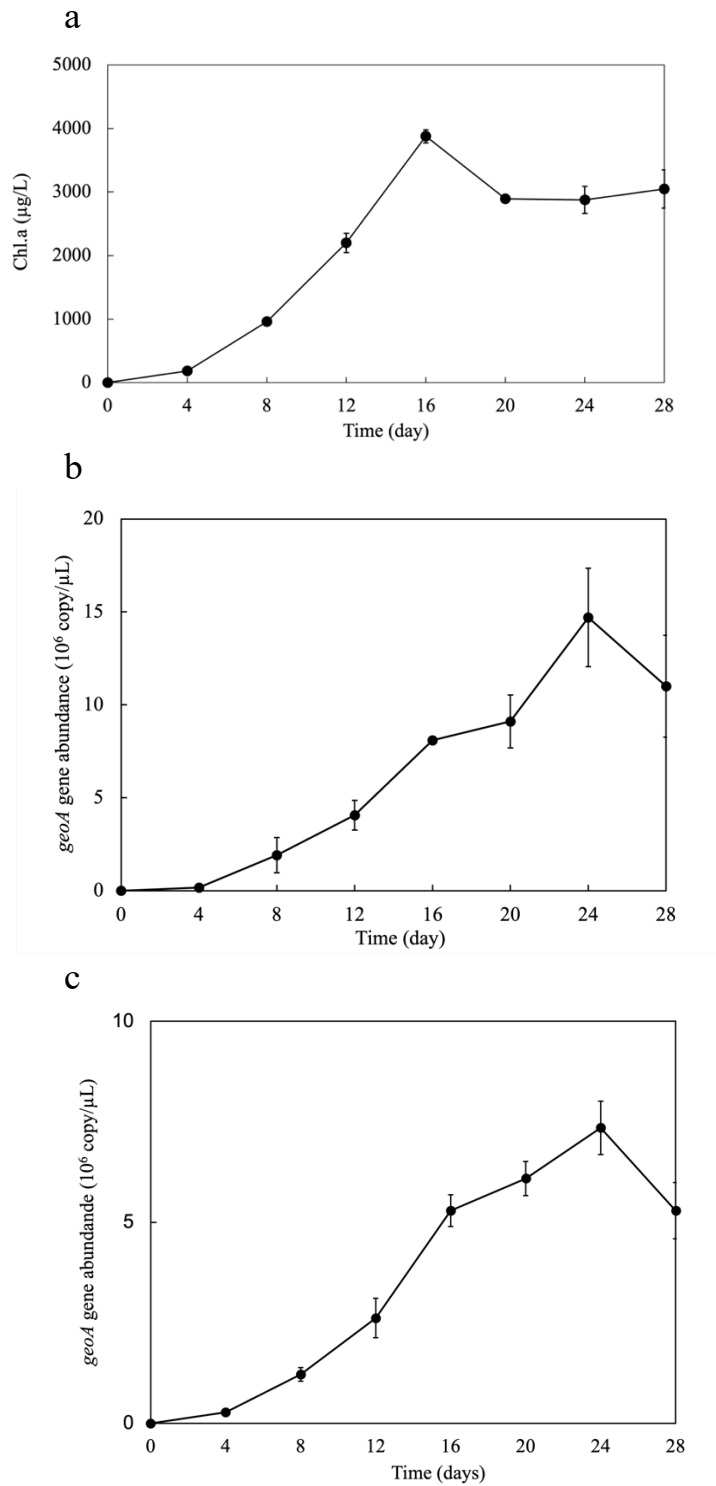 a
5000
4000
3000
2000
1000
0
Chl.a (µg/L)
0 4 8 12 16 20 24 28
Time (day)
b
20
15
10
5
0
geoA gene abundance (10⁶ copy/µL)
0 4 8 12 16 20 24 28
Time (day)
c
10
5
0
geoA gene abundande (10⁶ copy/µL)
0 4 8 12 16 20 24 28
Time (days)